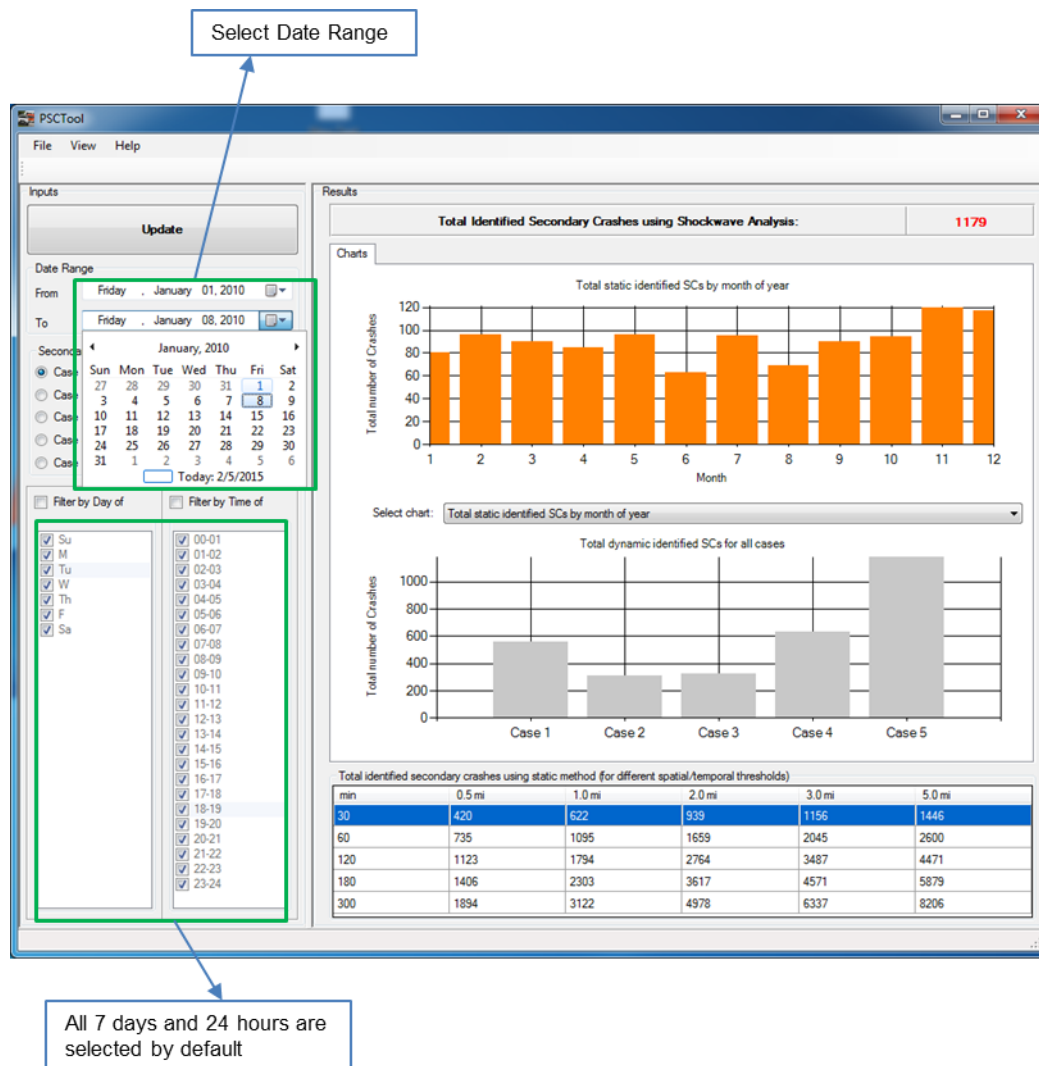 Select Date Range
PSCTool
File View Help
Inputs
Update
Date Range
From Friday , January 01, 2010
To Friday , January 08, 2010
January, 2010
Sun Mon Tue Wed Thu Fri Sat
27 28 29 30 31 1 2
3 4 5 6 7 8 9
10 11 12 13 14 15 16
17 18 19 20 21 22 23
24 25 26 27 28 29 30
31 1 2 3 4 5 6
Today: 2/5/2015
Seconda
Case
Case
Case
Case
Case
Filter by Day of
Su
M
Tu
W
Th
F
Sa
Filter by Time of
00-01
01-02
02-03
03-04
04-05
05-06
06-07
07-08
08-09
09-10
10-11
11-12
12-13
13-14
14-15
15-16
16-17
17-18
18-19
19-20
20-21
21-22
22-23
23-24
Results
Total Identified Secondary Crashes using Shockwave Analysis: 1179
Charts
Total static identified SCs by month of year
Total number of Crashes
120
100
80
60
40
20
0
1 2 3 4 5 6 7 8 9 10 11 12
Month
Select chart: Total static identified SCs by month of year
Total dynamic identified SCs for all cases
Total number of Crashes
1000
800
600
400
200
0
Case 1 Case 2 Case 3 Case 4 Case 5
Total identified secondary crashes using static method (for different spatial/temporal thresholds)
min 0.5 mi 1.0 mi 2.0 mi 3.0 mi 5.0 mi
30 420 622 939 1156 1446
60 735 1095 1659 2045 2600
120 1123 1794 2764 3487 4471
180 1406 2303 3617 4571 5879
300 1894 3122 4978 6337 8206
All 7 days and 24 hours are
selected by default